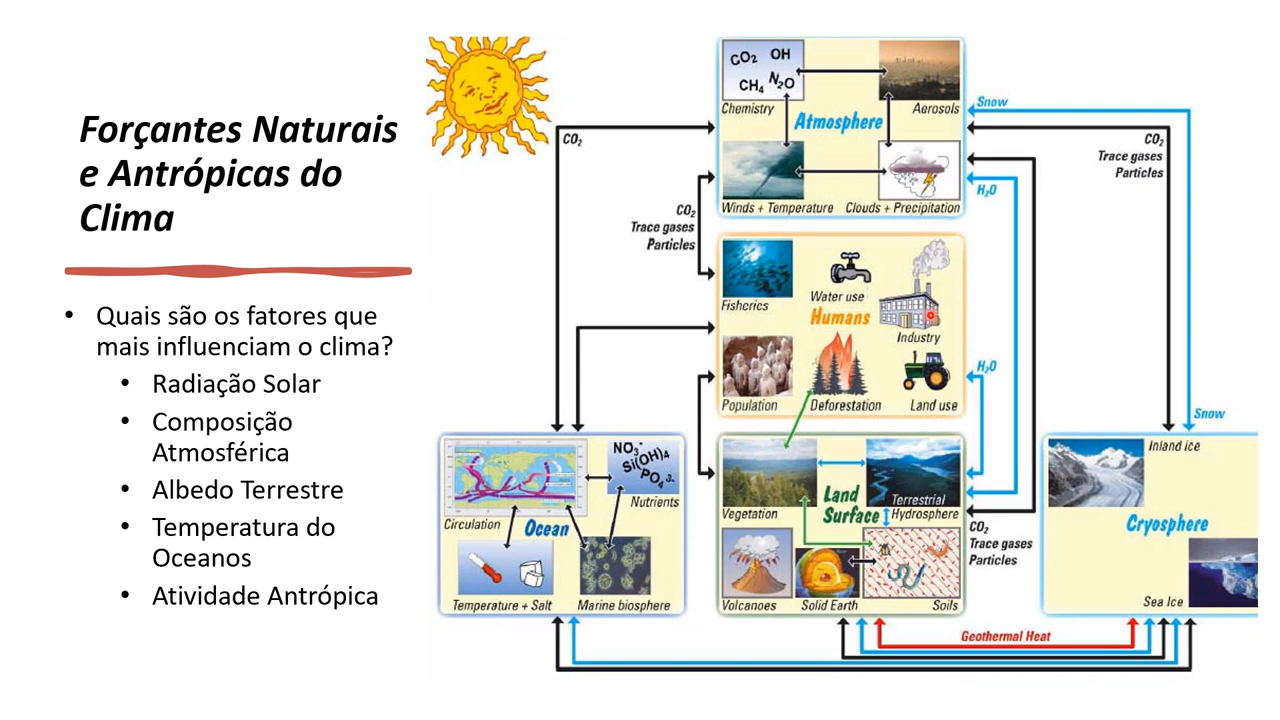 Forçantes Naturais
e Antrópicas do
Clima
• Quais são os fatores que
mais influenciam o clima?
• Radiação Solar
• Composição
Atmosférica
• Albedo Terrestre
• Temperatura do
Oceanos
• Atividade Antrópica
CO₂ OH
CH₄ N₂O
Chemistry
Aerosols
Atmosphere
Winds + Temperature
Clouds + Precipitation
Snow
CO₂
CO₂
Trace gases
Particles
H₂O
CO₂
Trace gases
Particles
Fisheries
Water use
Humans
Industry
Population
Deforestation
Land use
H₂O
Snow
NO₃⁻
Si(OH)₄
PO₄³⁻
Nutrients
Circulation
Ocean
Temperature + Salt
Marine biosphere
Vegetation
Land
Surface
Terrestrial
Hydrosphere
Volcanoes
Solid Earth
Soils
CO₂
Trace gases
Particles
Inland ice
Cryosphere
Sea Ice
Geothermal Heat